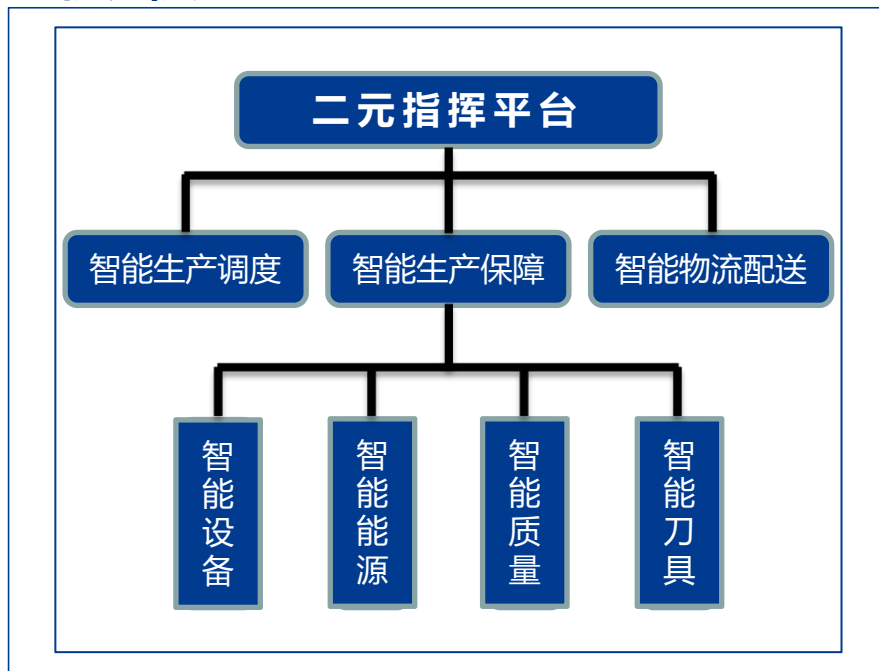 二元指挥平台
智能生产调度
智能生产保障
智能物流配送
智能设备
智能能源
智能质量
智能刀具